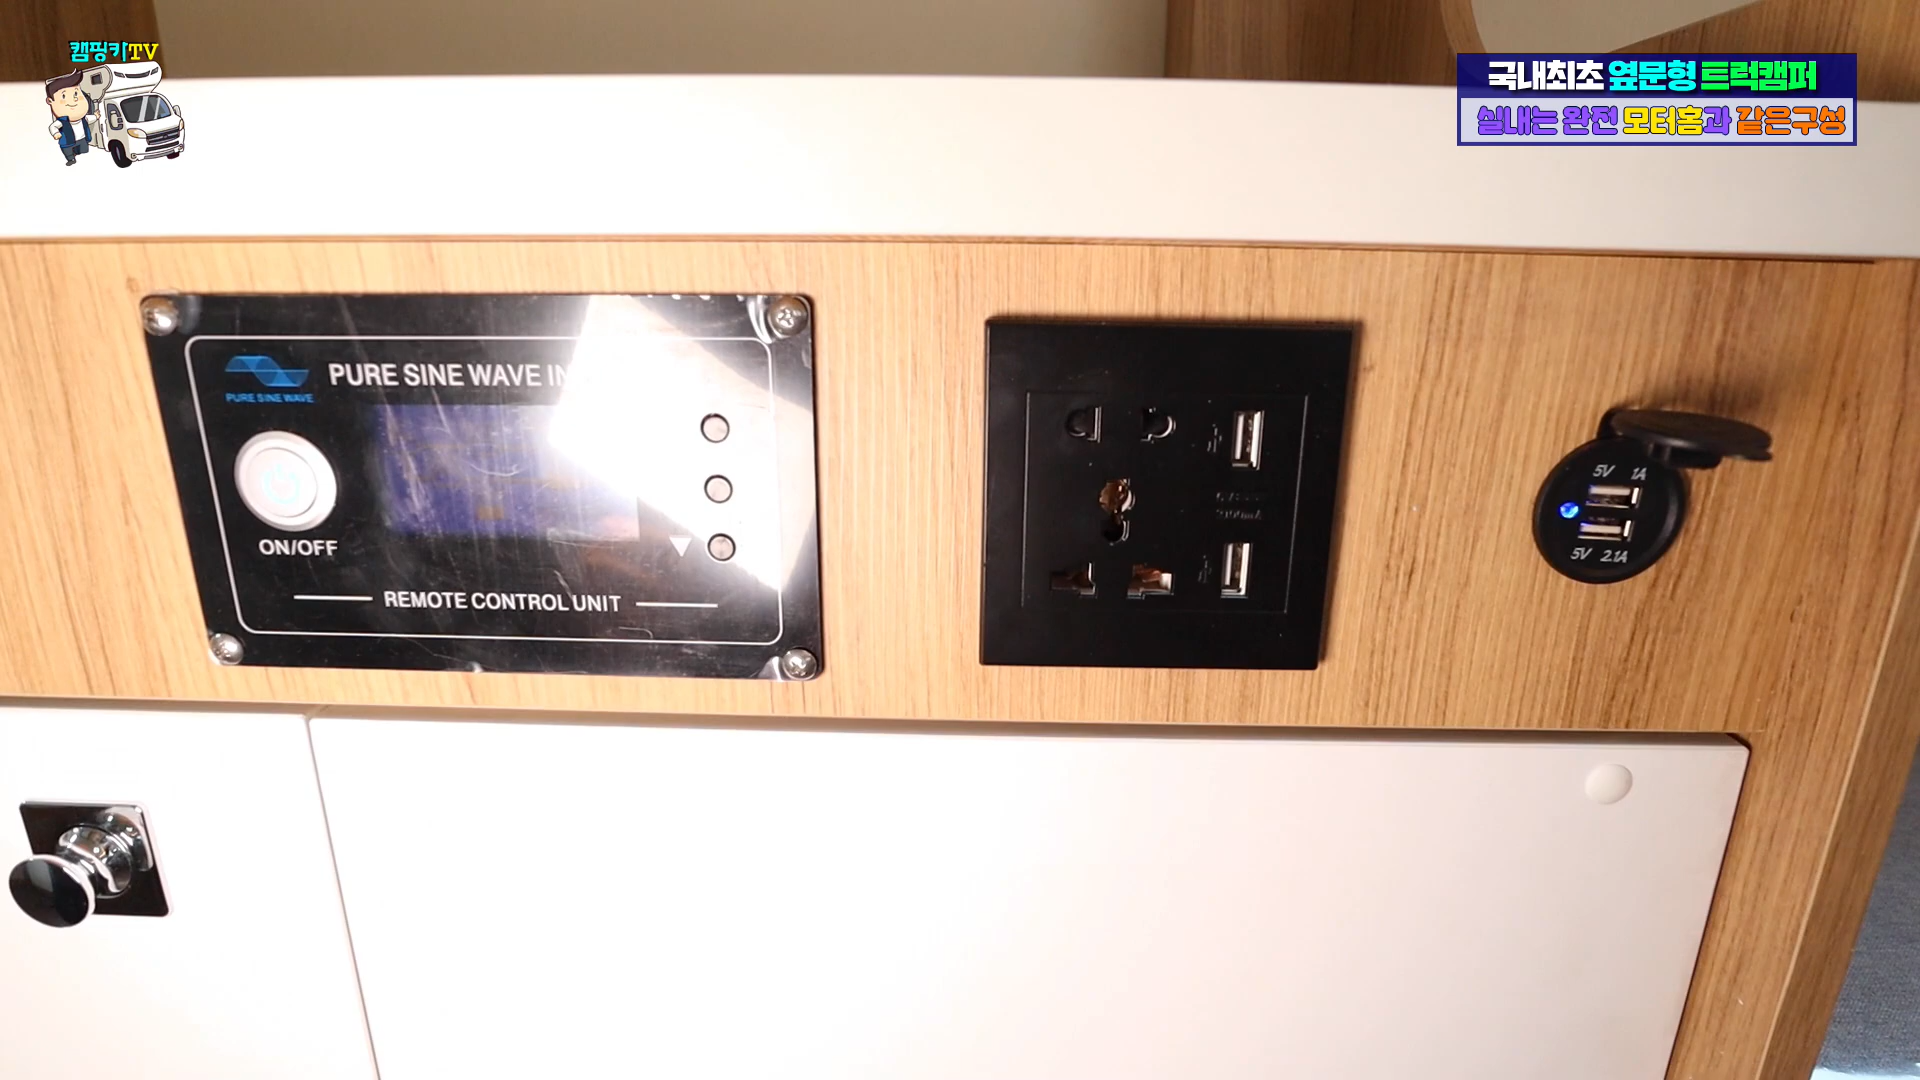 캠핑카TV
국내최초 옆문형 트럭캠퍼
실내는 완전 모터홈과 같은구성
PURE SINE WAVE
PURE SINE WAVE
ON/OFF
REMOTE CONTROL UNIT
2100mA
5V 1A
5V 2.1A